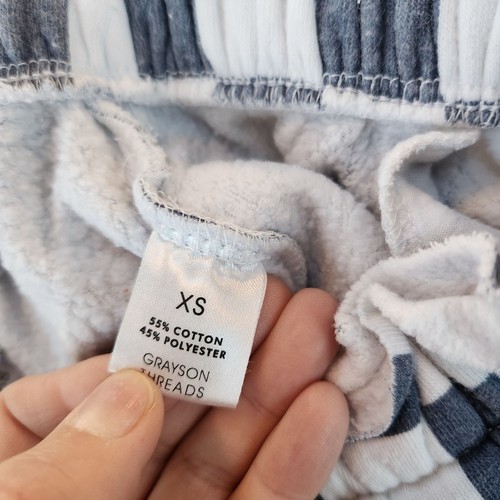 XS
55% COTTON
45% POLYESTER
GRAYSON
THREADS